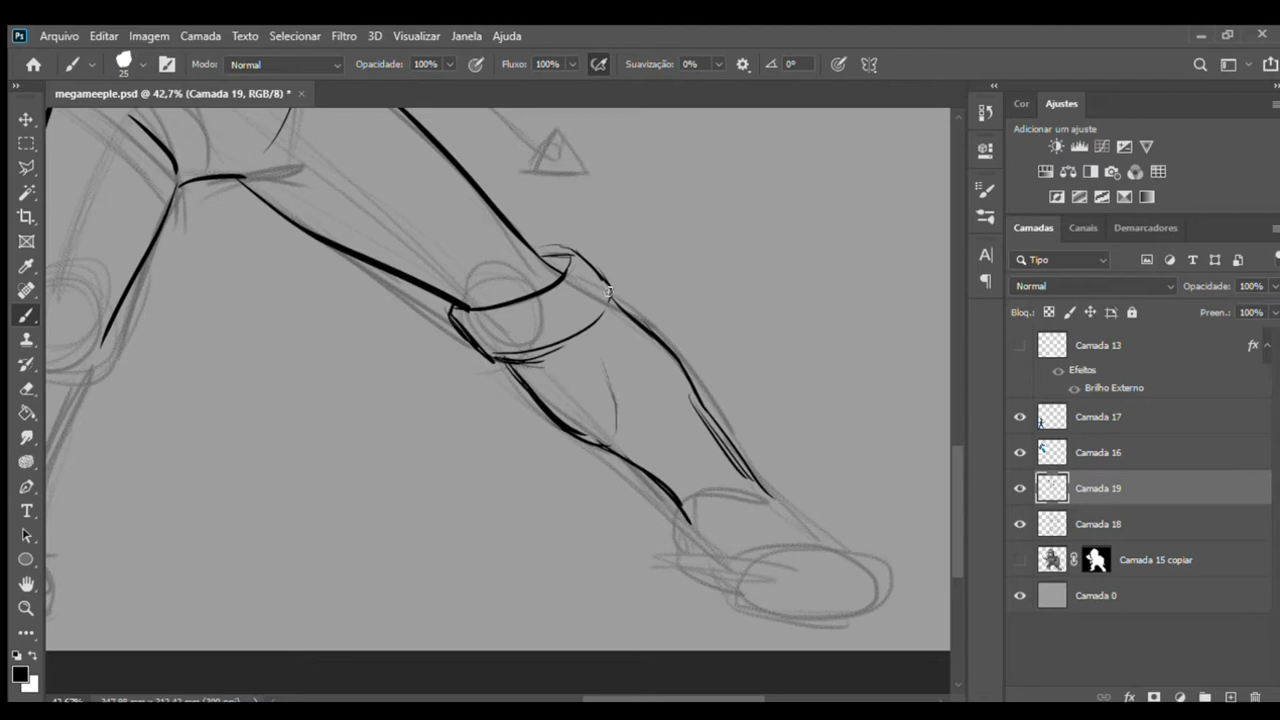 Ps Arquivo Editar Imagem Camada Texto Selecionar Filtro 3D Visualizar Janela Ajuda
25 Modo: Normal Opacidade: 100% Fluxo: 100% Suavização: 0% 0°
megameeple.psd @ 42,7% (Camada 19, RGB/8) *
Cor Ajustes
Adicionar um ajuste
Camadas Canais Demarcadores
Tipo
Normal Opacidade: 100%
Bloq.: Preen.: 100%
Camada 13 fx
Efeitos
Brilho Externo
Camada 17
Camada 16
Camada 19
Camada 18
Camada 15 copiar
Camada 0
fx